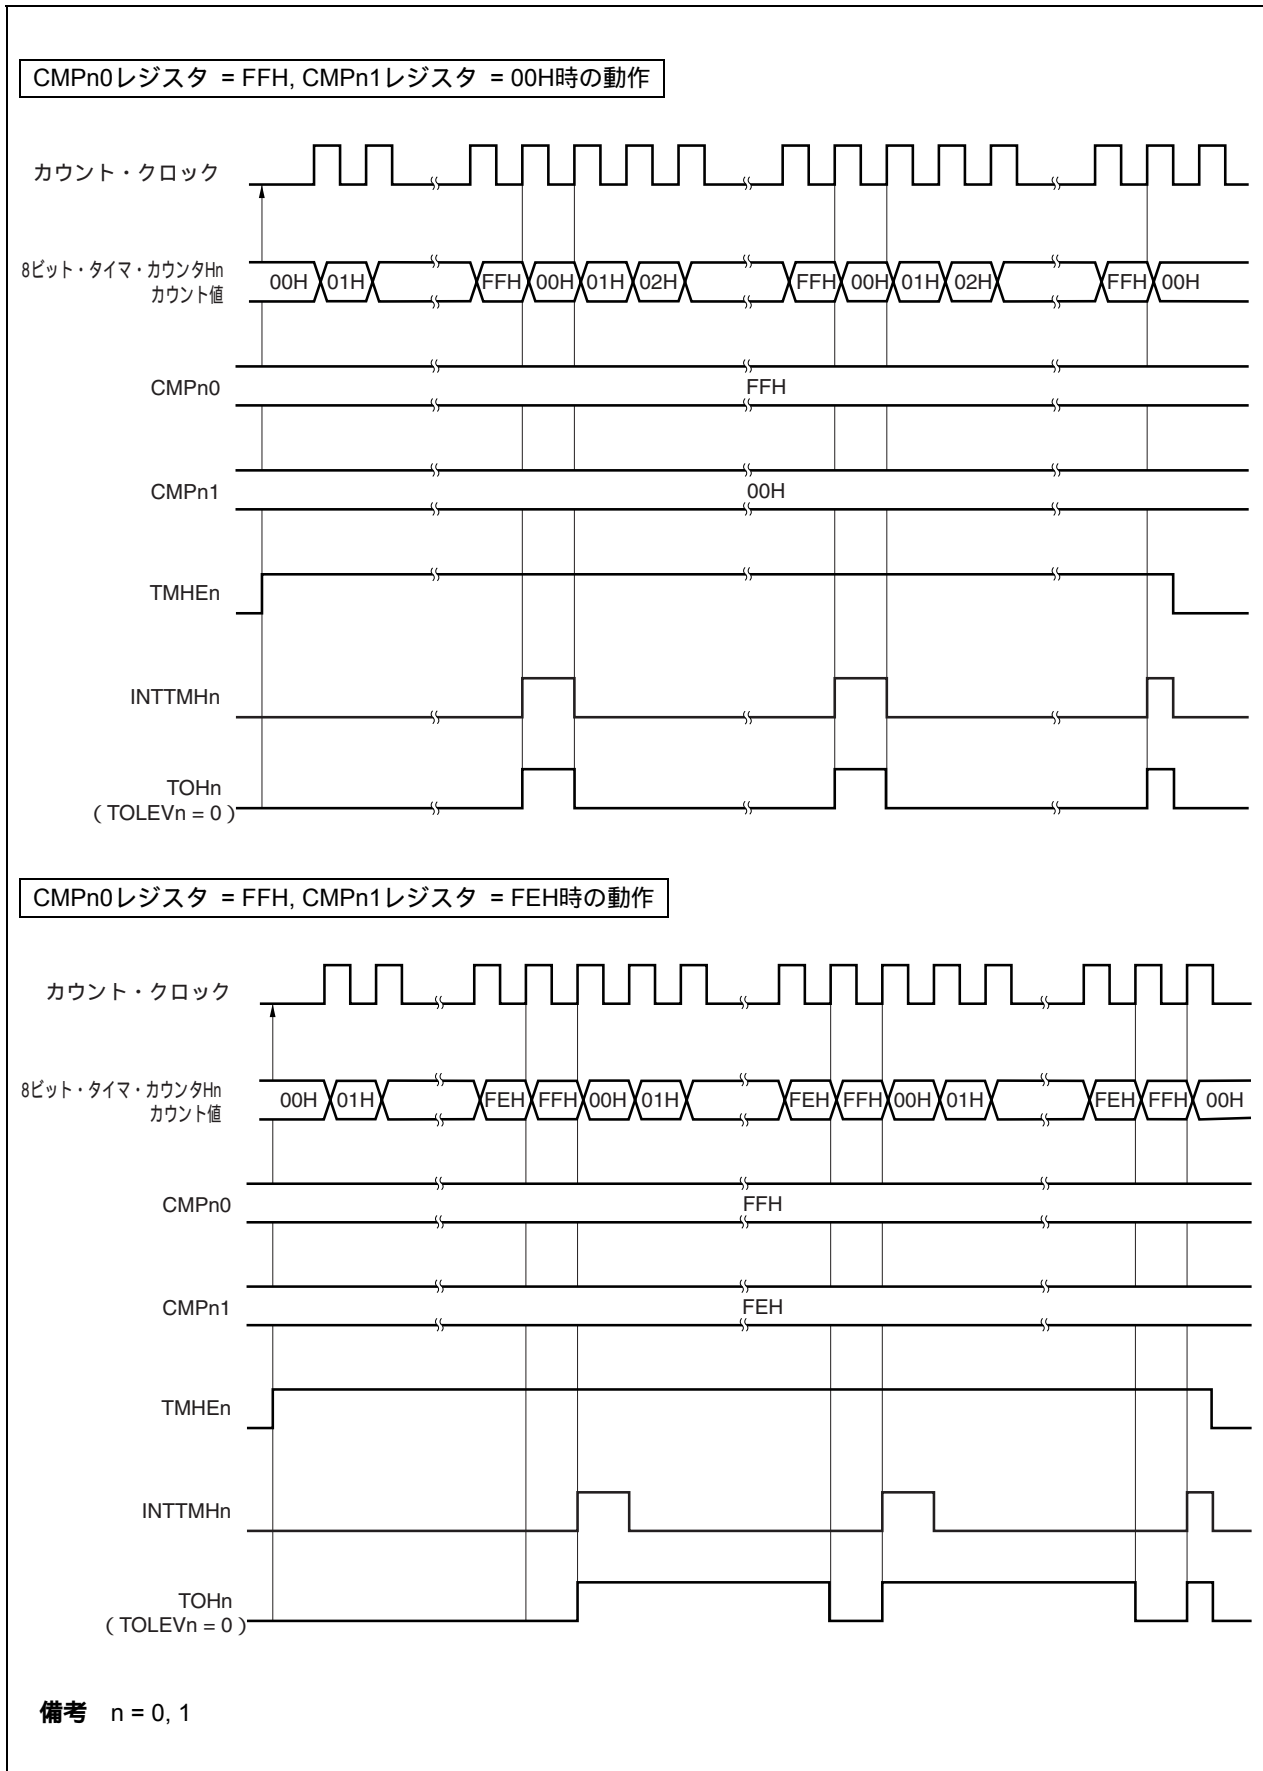 CMPn0レジスタ = FFH, CMPn1レジスタ = 00H時の動作
カウント・クロック
8ビット・タイマ・カウンタHn
カウント値
00H 01H FFH 00H 01H 02H FFH 00H 01H 02H FFH 00H
CMPn0 FFH
CMPn1 00H
TMHEn
INTTMHn
TOHn
(TOLEVn = 0)
CMPn0レジスタ = FFH, CMPn1レジスタ = FEH時の動作
カウント・クロック
8ビット・タイマ・カウンタHn
カウント値
00H 01H FEH FFH 00H 01H FEH FFH 00H 01H FEH FFH 00H
CMPn0 FFH
CMPn1 FEH
TMHEn
INTTMHn
TOHn
(TOLEVn = 0)
備考 n = 0, 1